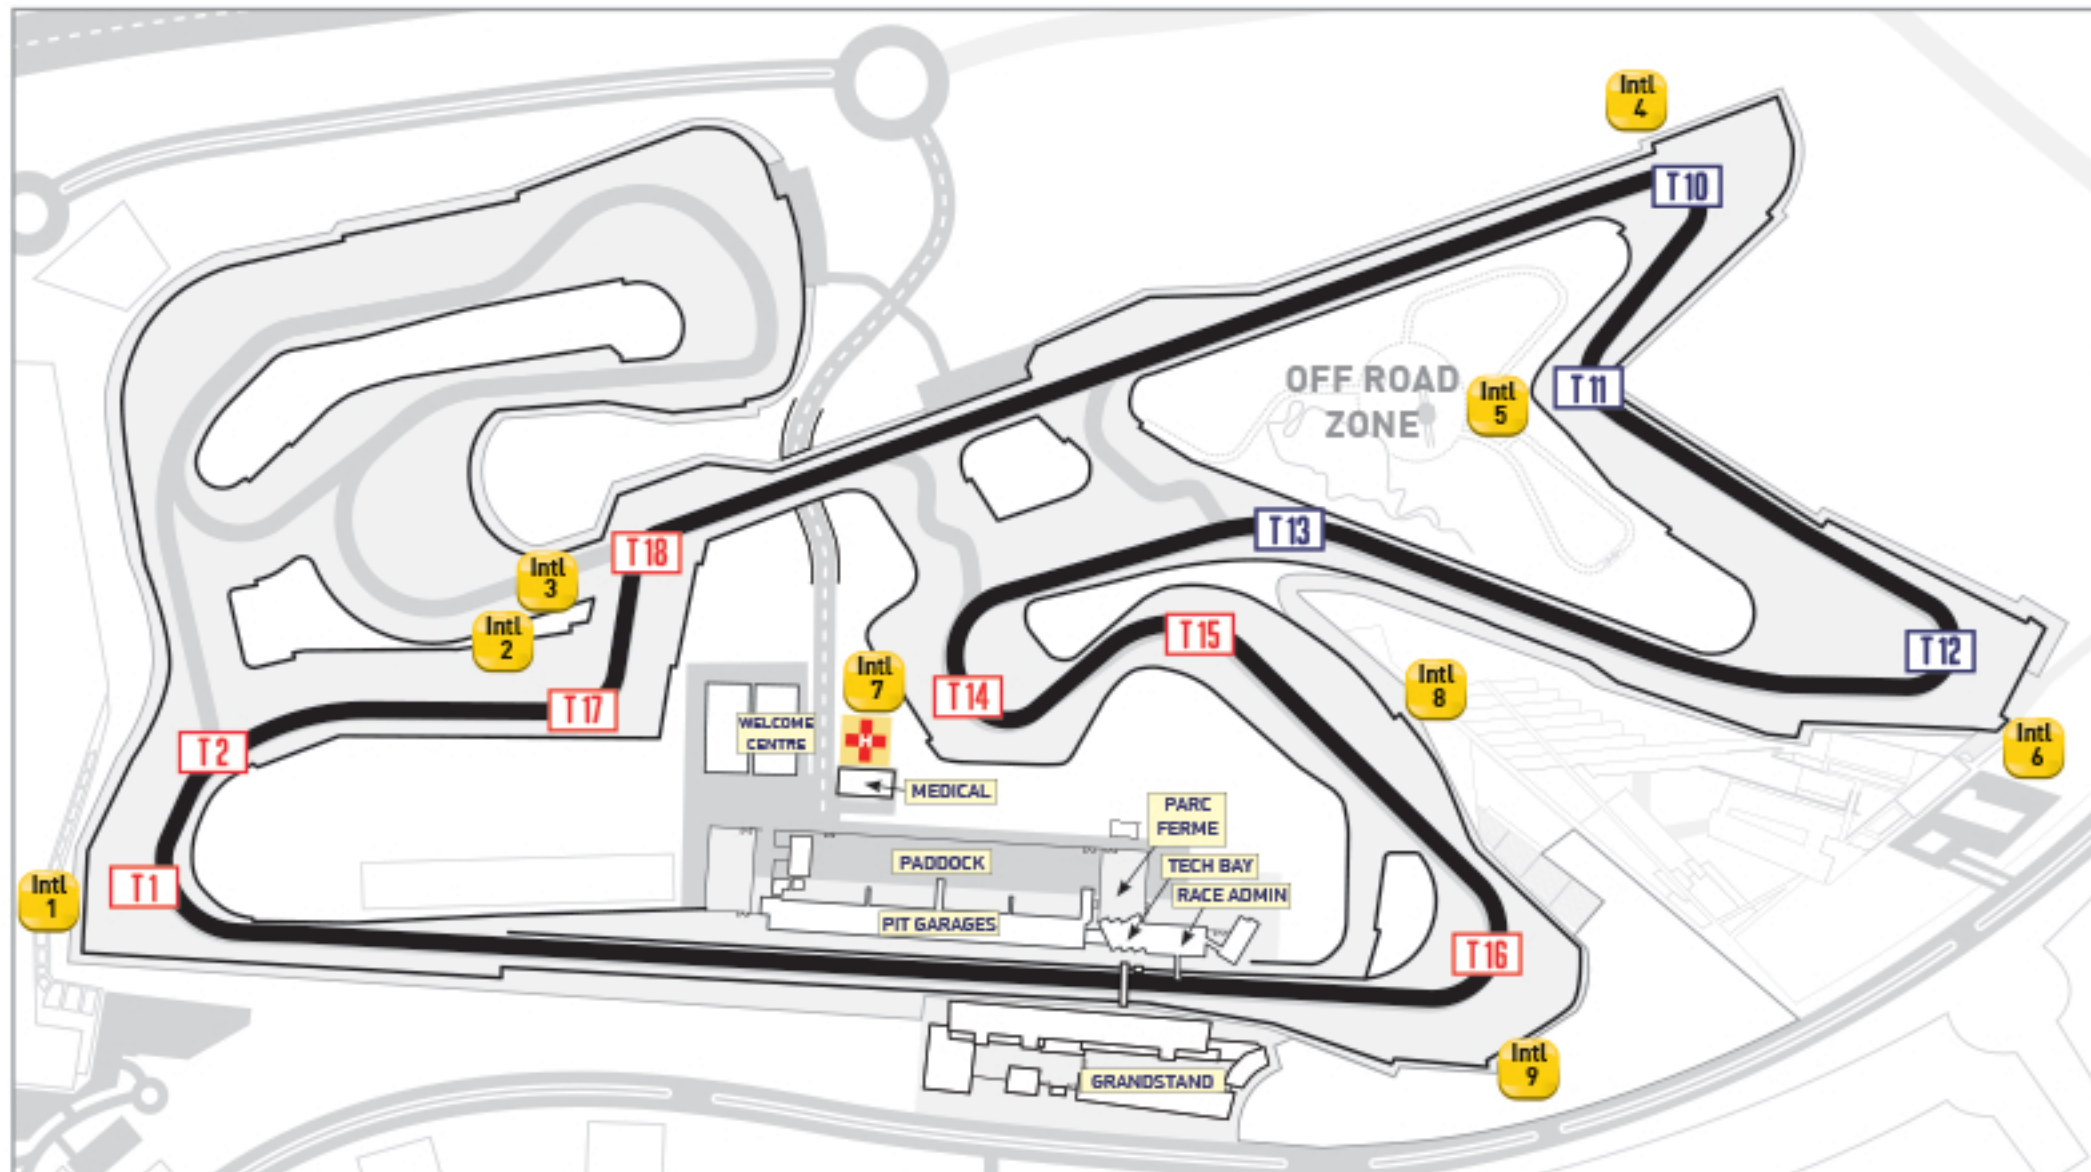 Intl
4
T10
OFF ROAD
ZONE
Intl
5
T11
T13
T18
Intl
3
Intl
2
T15
T12
Intl
7
T14
Intl
8
T17
T2
WELCOME
CENTRE
H
Intl
6
MEDICAL
PARC
FERME
PADDOCK
TECH BAY
RACE ADMIN
T1
Intl
1
PIT GARAGES
T16
Intl
9
GRANDSTAND